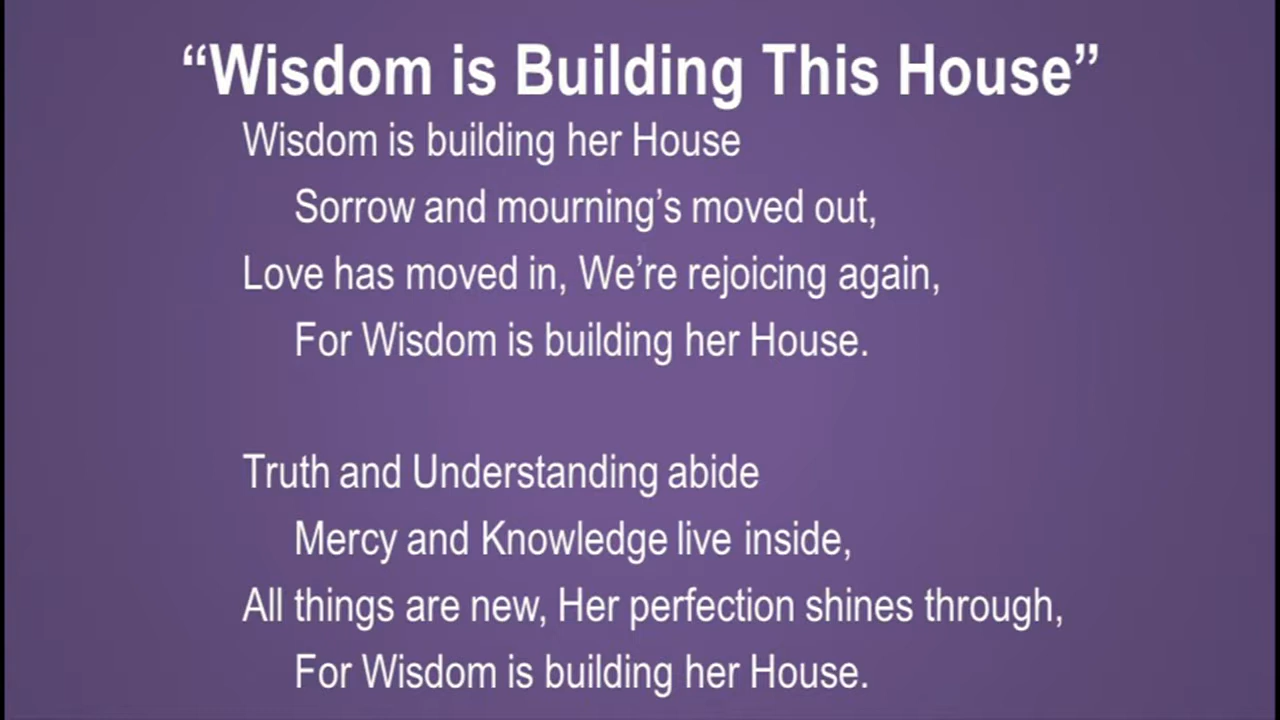 “Wisdom is Building This House”
Wisdom is building her House
Sorrow and mourning’s moved out,
Love has moved in, We’re rejoicing again,
For Wisdom is building her House.
Truth and Understanding abide
Mercy and Knowledge live inside,
All things are new, Her perfection shines through,
For Wisdom is building her House.